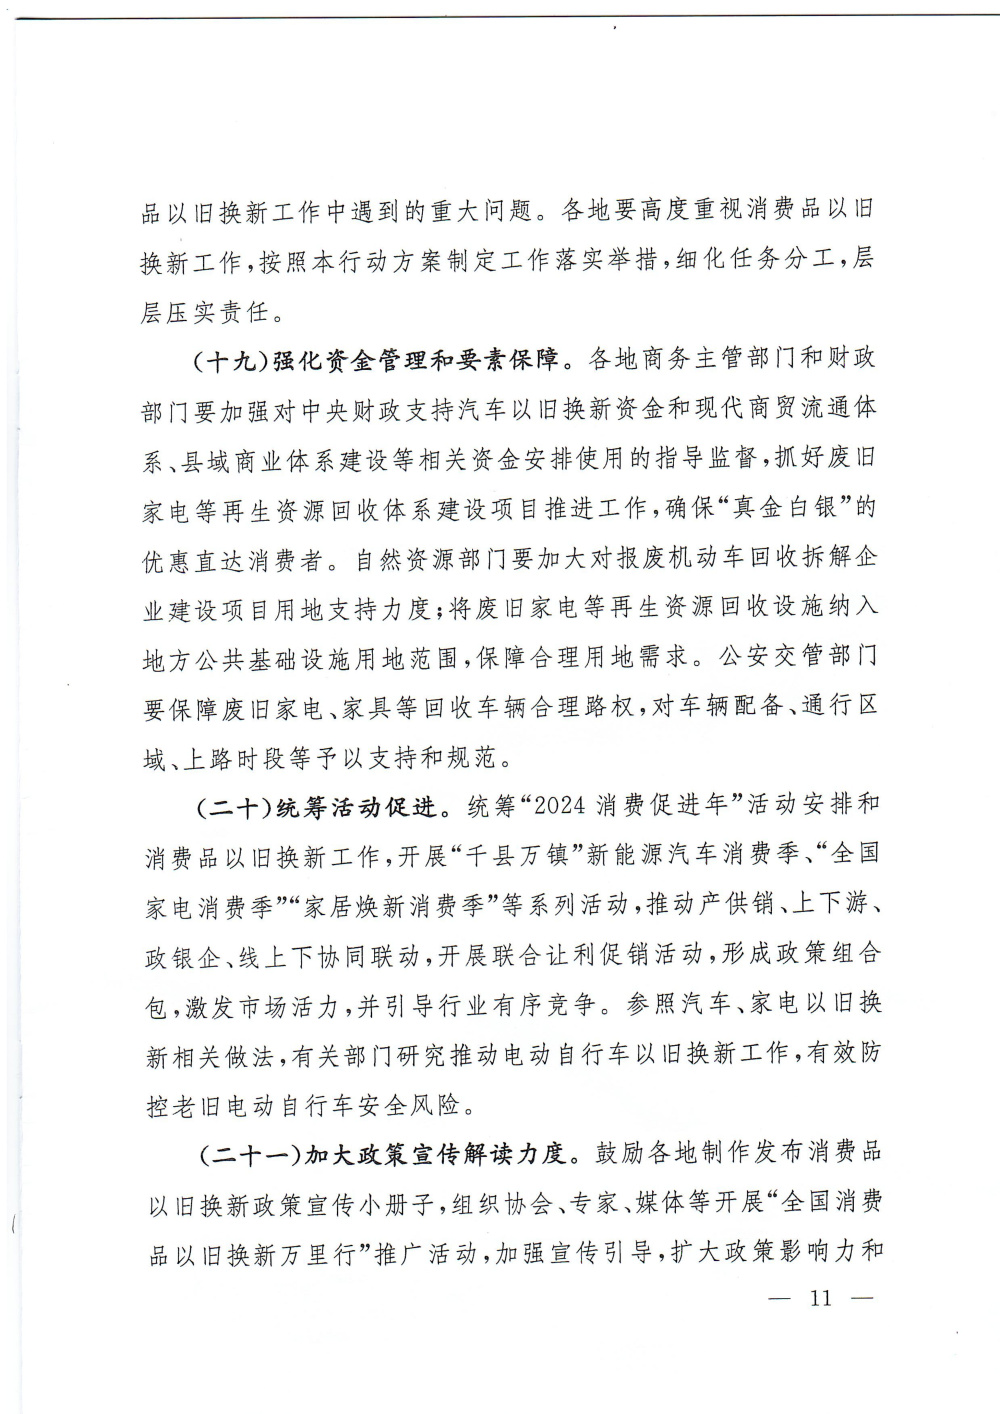 品以旧换新工作中遇到的重大问题。各地要高度重视消费品以旧
换新工作,按照本行动方案制定工作落实举措,细化任务分工,层
层压实责任。
(十九)强化资金管理和要素保障。各地商务主管部门和财政
部门要加强对中央财政支持汽车以旧换新资金和现代商贸流通体
系、县域商业体系建设等相关资金安排使用的指导监督,抓好废旧
家电等再生资源回收体系建设项目推进工作,确保“真金白银”的
优惠直达消费者。自然资源部门要加大对报废机动车回收拆解企
业建设项目用地支持力度;将废旧家电等再生资源回收设施纳入
地方公共基础设施用地范围,保障合理用地需求。公安交管部门
要保障废旧家电、家具等回收车辆合理路权,对车辆配备、通行区
域、上路时段等予以支持和规范。
(二十)统筹活动促进。统筹“2024 消费促进年”活动安排和
消费品以旧换新工作,开展“千县万镇”新能源汽车消费季、“全国
家电消费季”“家居焕新消费季”等系列活动,推动产供销、上下游、
政银企、线上下协同联动,开展联合让利促销活动,形成政策组合
包,激发市场活力,并引导行业有序竞争。参照汽车、家电以旧换
新相关做法,有关部门研究推动电动自行车以旧换新工作,有效防
控老旧电动自行车安全风险。
(二十一)加大政策宣传解读力度。鼓励各地制作发布消费品
以旧换新政策宣传小册子,组织协会、专家、媒体等开展“全国消费
品以旧换新万里行”推广活动,加强宣传引导,扩大政策影响力和
— 11 —